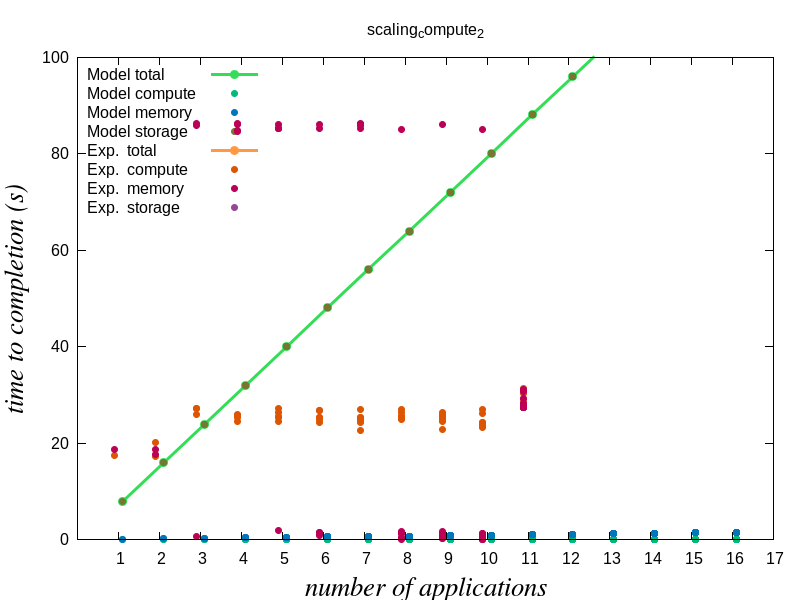 scaling_compute_2
100
80
60
40
20
0
Model total
Model compute
Model memory
Model storage
Exp. total
Exp. compute
Exp. memory
Exp. storage
time to completion (s)
1 2 3 4 5 6 7 8 9 10 11 12 13 14 15 16 17
number of applications